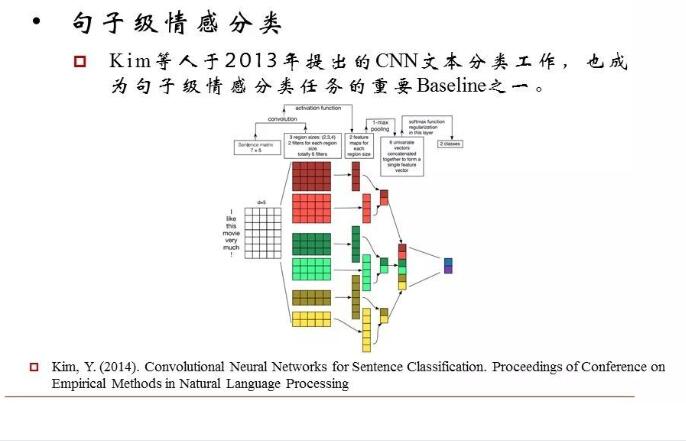 • 句子级情感分类
Kim等人于2013年提出的CNN文本分类工作，也成
为句子级情感分类任务的重要Baseline之一。
activation function
convolution
1-max
pooling
softmax function
regularization
in this layer
Sentence matrix
7 × 5
3 region sizes: (2,3,4)
2 filters for each region
size
totally 6 filters
2 feature
maps for
each
region size
6 univariate
vectors
concatenated
together to form a
single feature
vector
2 classes
d=5
I
like
this
movie
very
much
!
Kim, Y. (2014). Convolutional Neural Networks for Sentence Classification. Proceedings of Conference on
Empirical Methods in Natural Language Processing